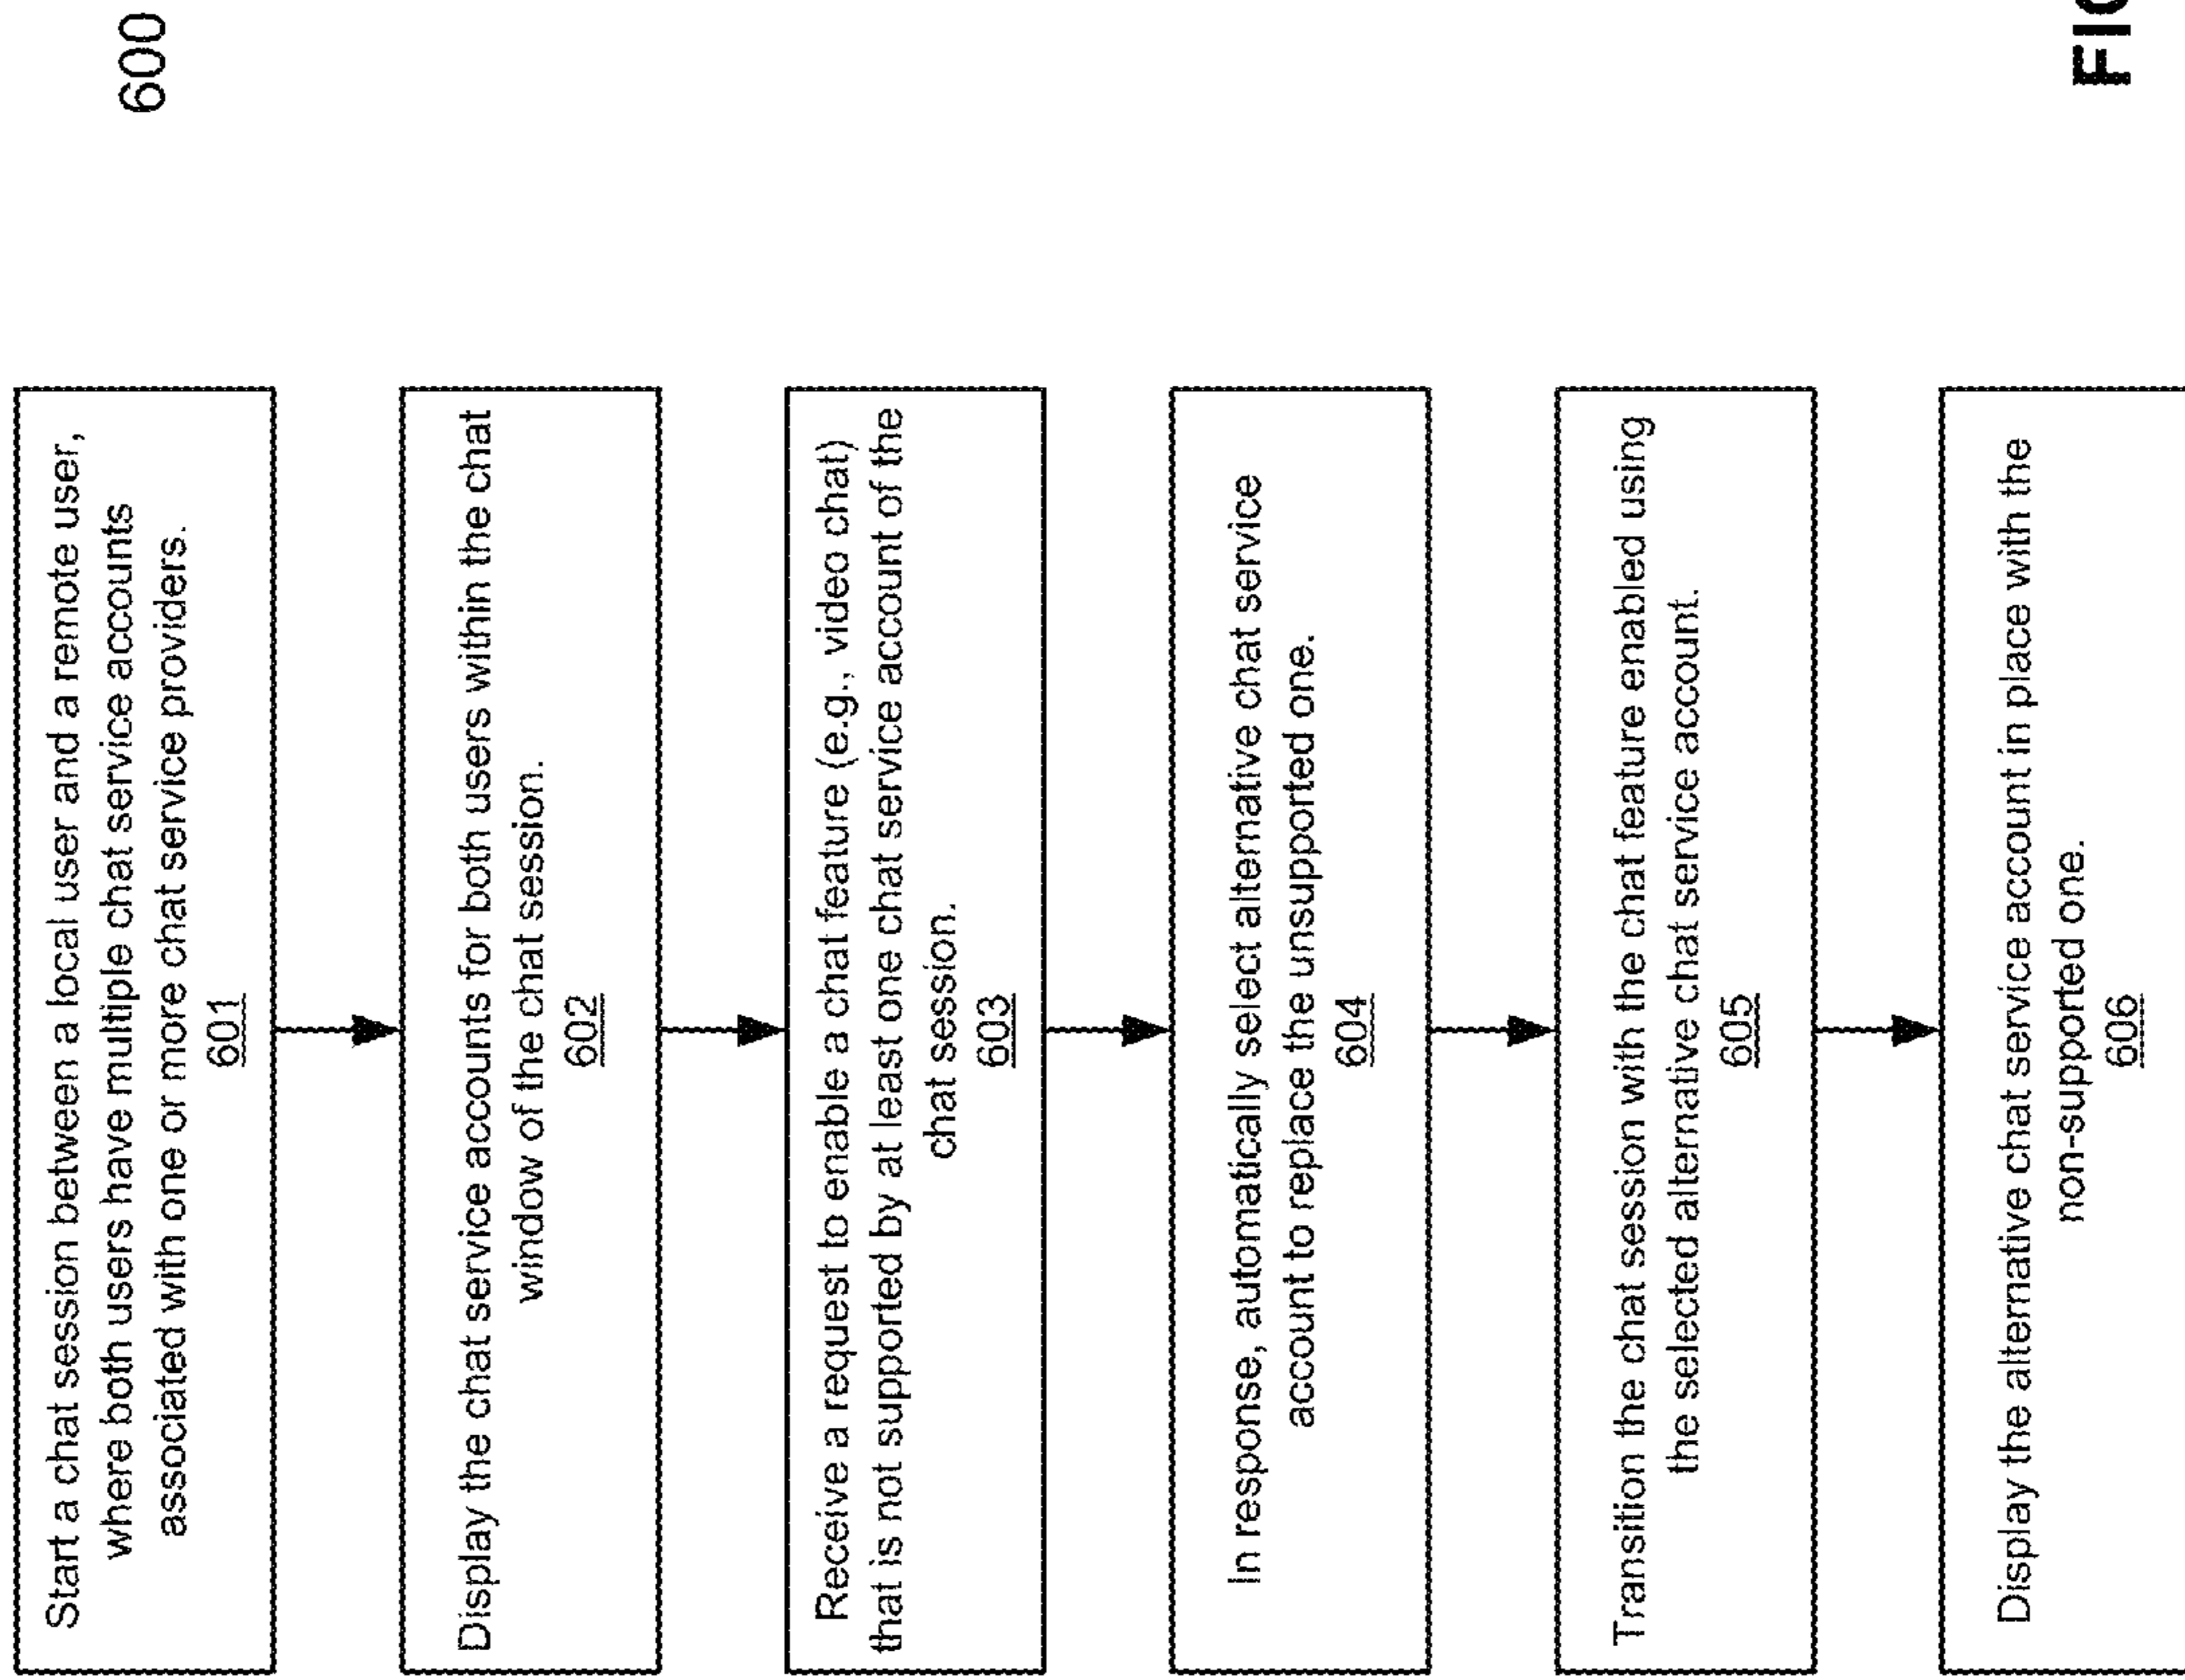 600
Start a chat session between a local user and a remote user,
where both users have multiple chat service accounts
associated with one or more chat service providers.
601
Display the chat service accounts for both users within the chat
window of the chat session.
602
Receive a request to enable a chat feature (e.g., video chat)
that is not supported by at least one chat service account of the
chat session.
603
In response, automatically select alternative chat service
account to replace the unsupported one.
604
Transition the chat session with the chat feature enabled using
the selected alternative chat service account.
605
Display the alternative chat service account in place with the
non-supported one.
606